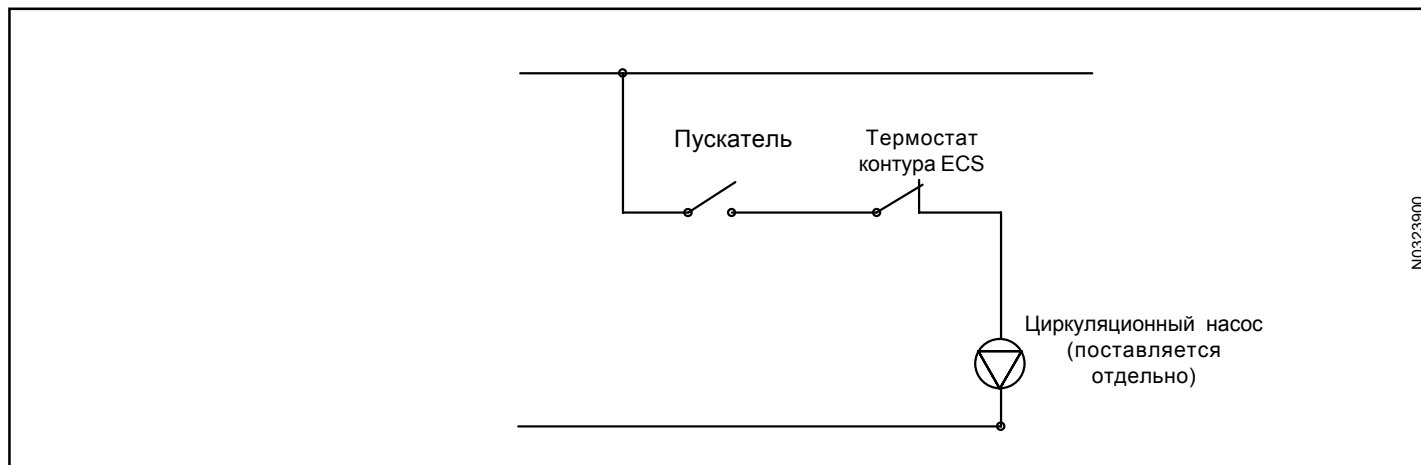 Пускатель
Термостат
контура ECS
Циркуляционный насос
(поставляется
отдельно)
N0323900